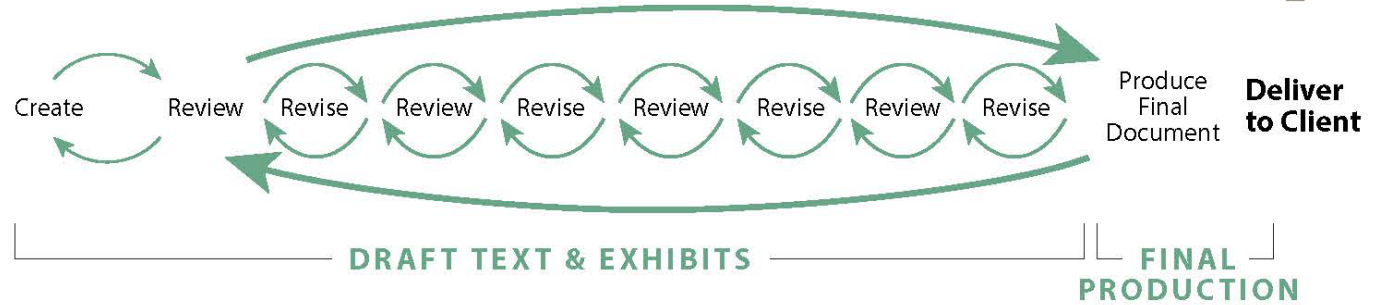 Create
Review
Revise
Review
Revise
Review
Revise
Review
Revise
Produce
Final
Document
Deliver
to Client
DRAFT TEXT & EXHIBITS
FINAL
PRODUCTION